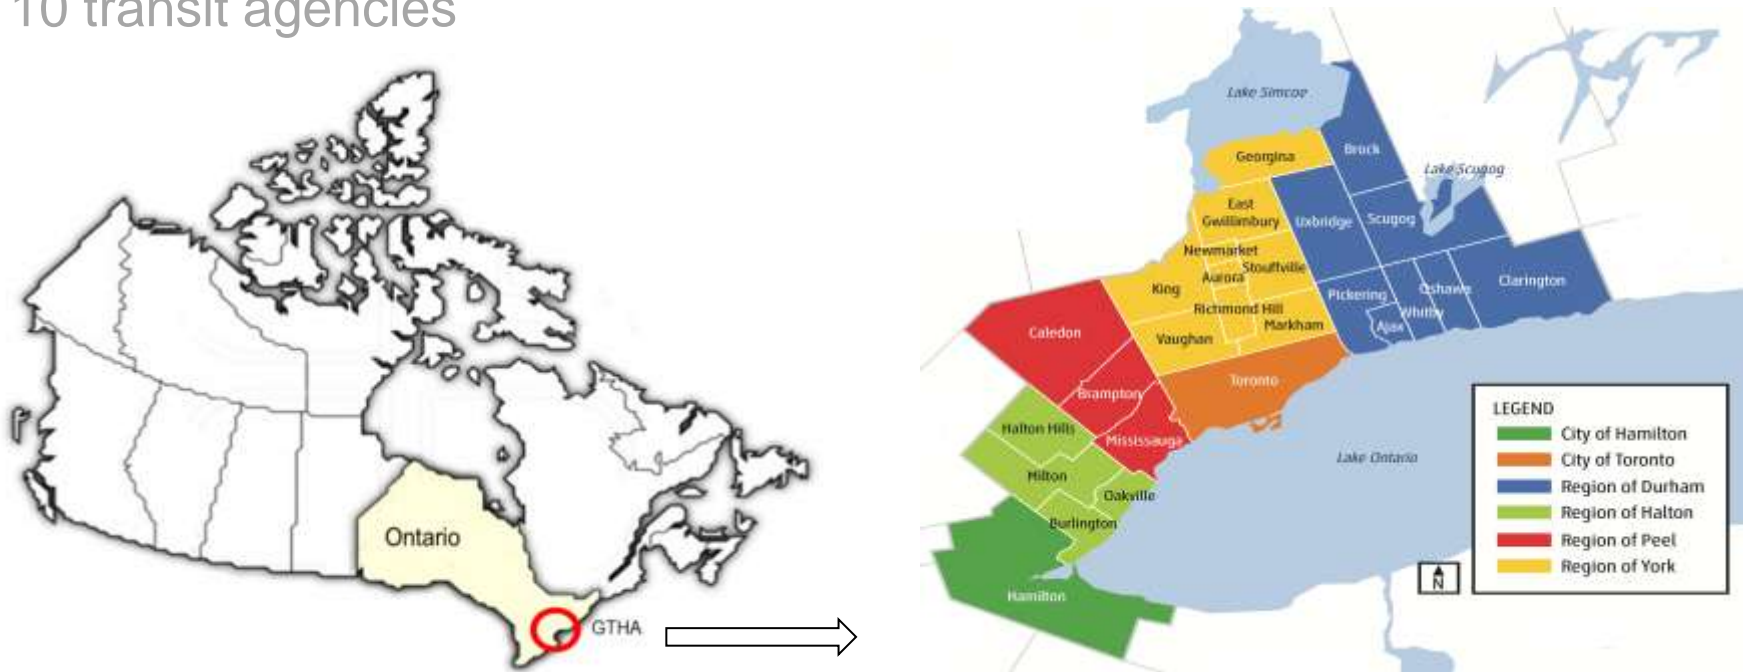 10 transit agencies
Ontario
GTHA
Lake Simcoe
Georgina
Brock
Lake Scugog
East
Gwillimbury
Uxbridge
Scugog
Newmarket
Stouffville
Aurora
King
Richmond Hill
Markham
Vaughan
Pickering
Ajax
Whitby
Oshawa
Clarington
Caledon
Brampton
Mississauga
Toronto
Halton Hills
Milton
Oakville
Burlington
Hamilton
Lake Ontario
LEGEND
City of Hamilton
City of Toronto
Region of Durham
Region of Halton
Region of Peel
Region of York
N